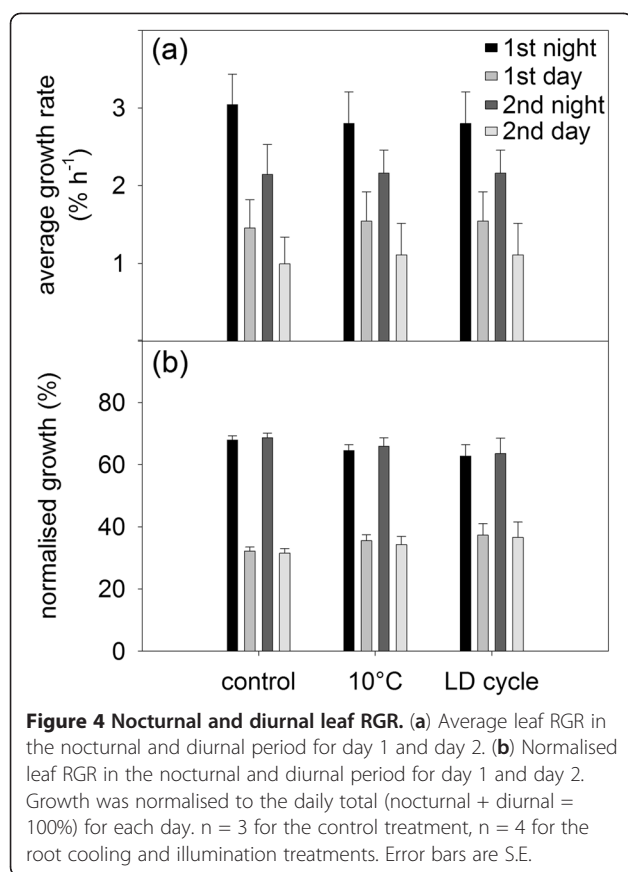 (a)
1st night
1st day
2nd night
2nd day
average growth rate
(% h⁻¹)
3
2
1
(b)
normalised growth (%)
80
60
40
20
0
control 10°C LD cycle
Figure 4 Nocturnal and diurnal leaf RGR. (a) Average leaf RGR in
the nocturnal and diurnal period for day 1 and day 2. (b) Normalised
leaf RGR in the nocturnal and diurnal period for day 1 and day 2.
Growth was normalised to the daily total (nocturnal + diurnal =
100%) for each day. n = 3 for the control treatment, n = 4 for the
root cooling and illumination treatments. Error bars are S.E.